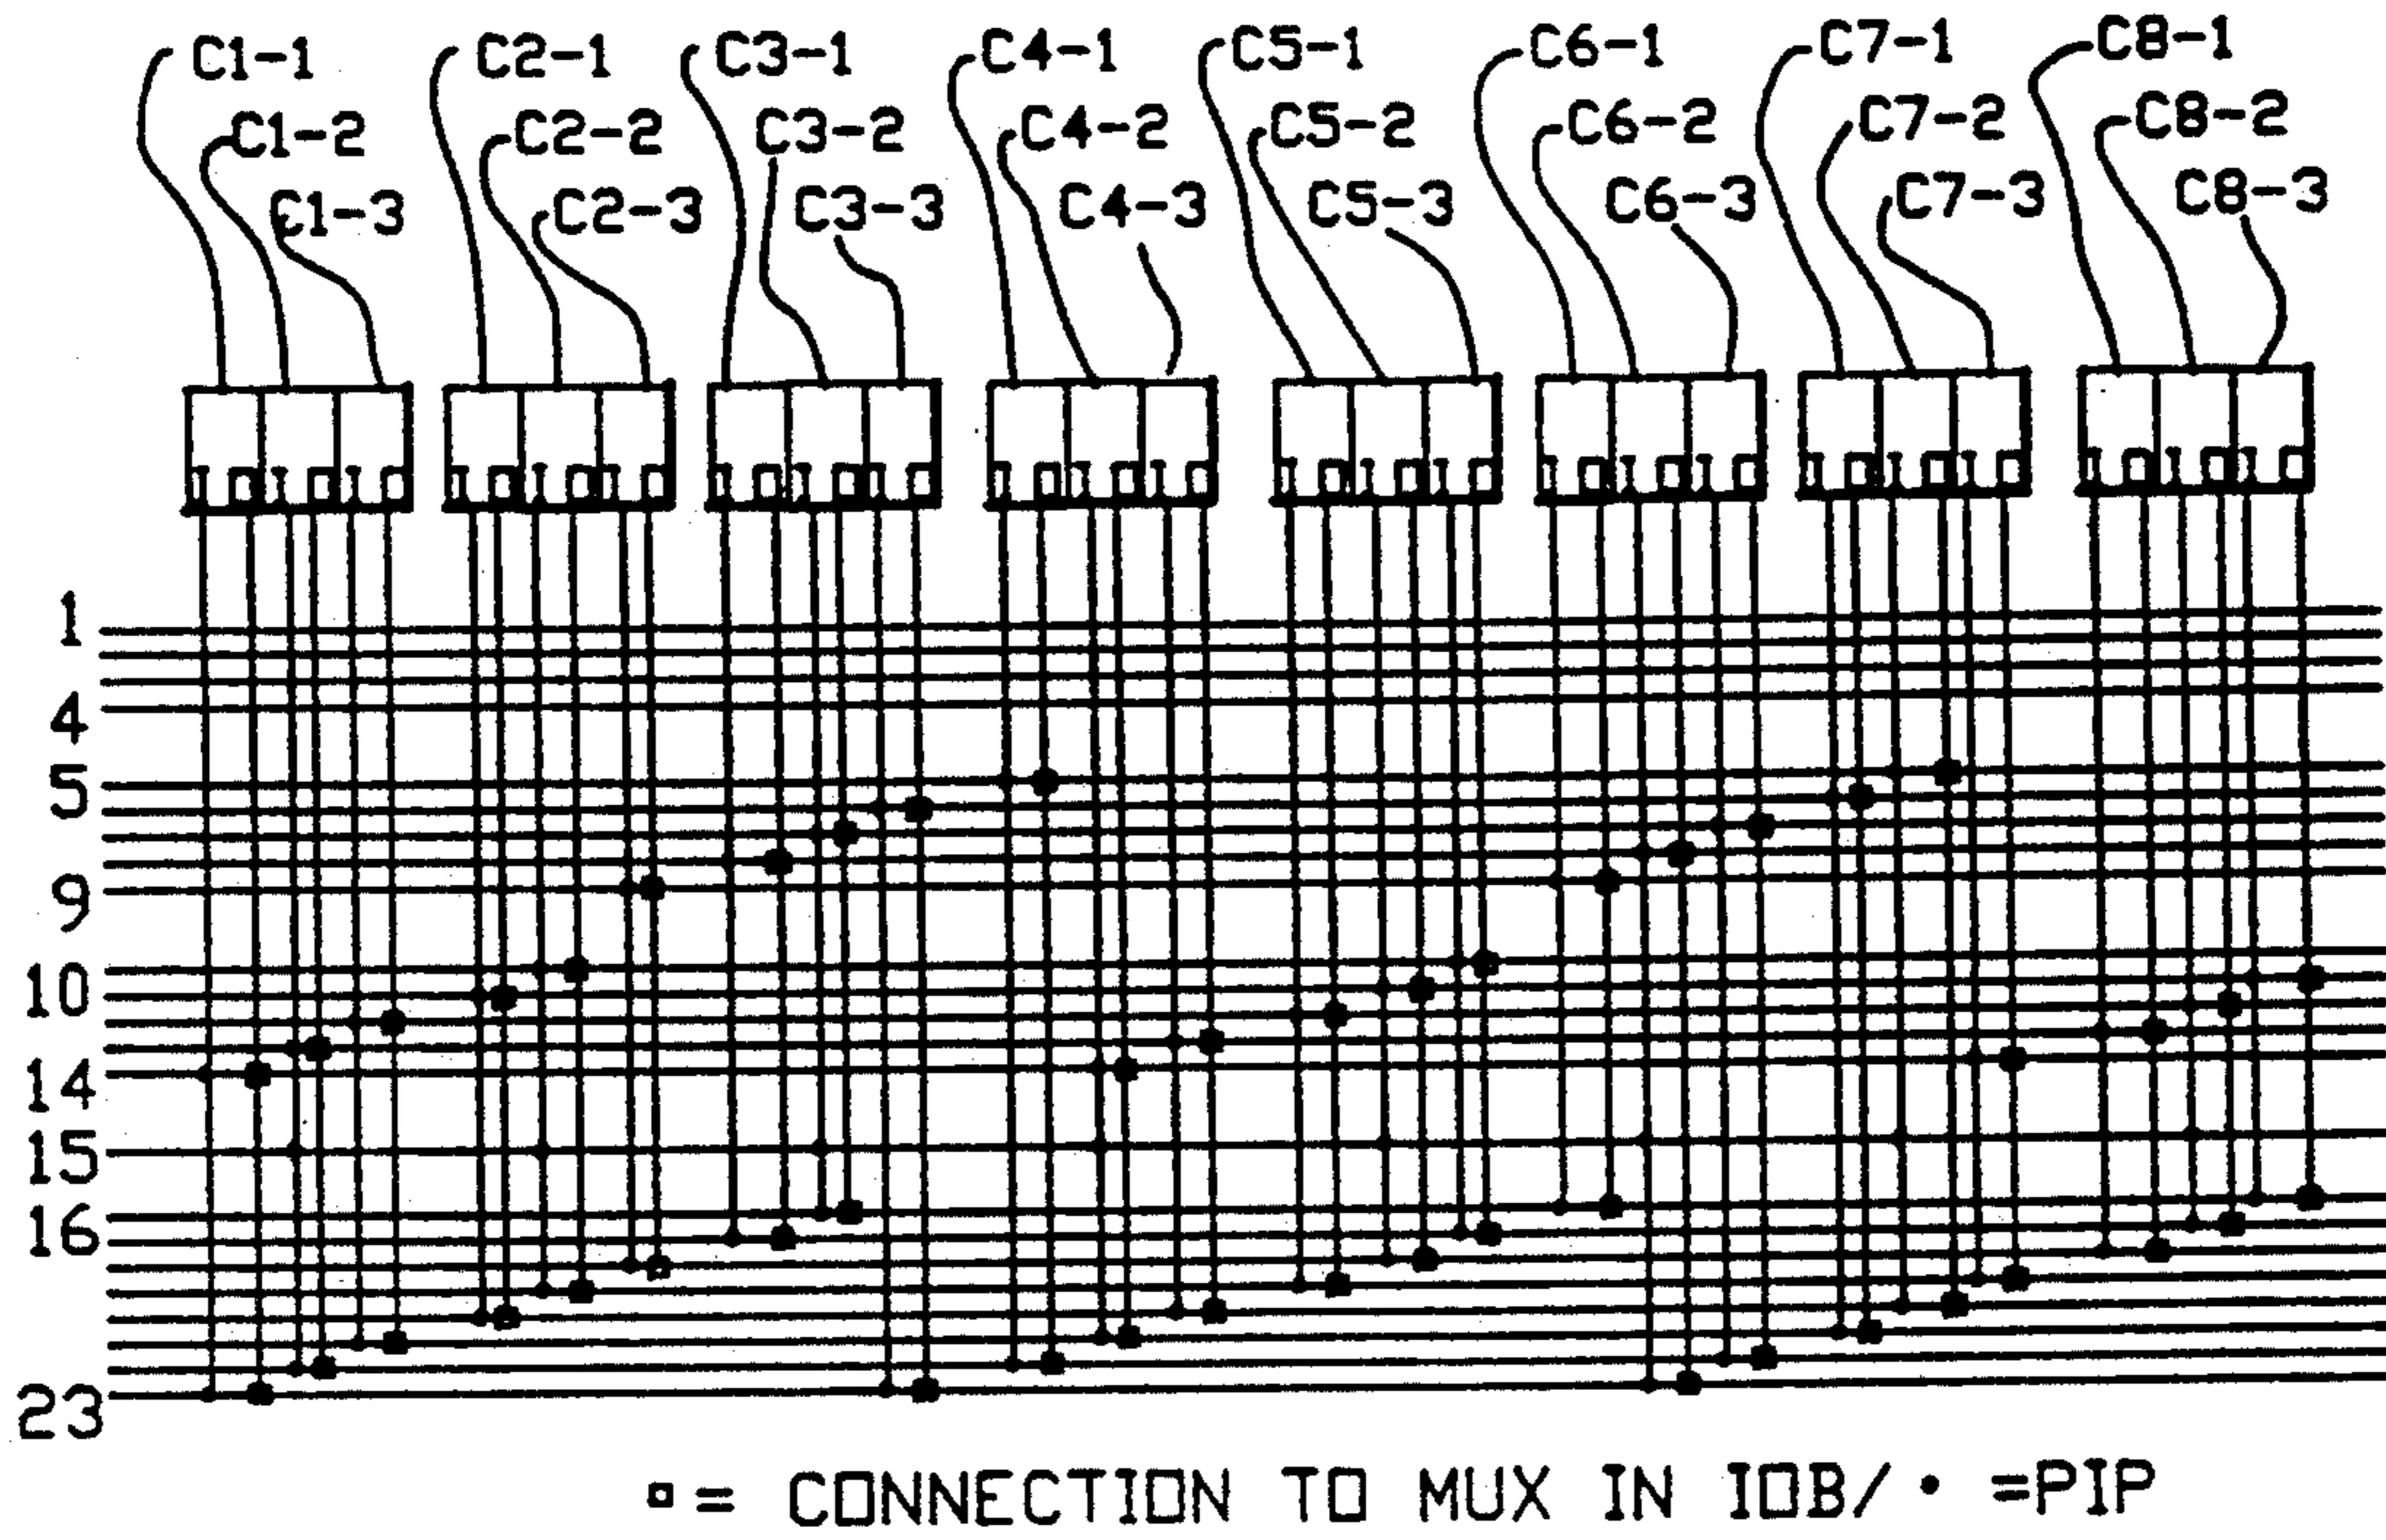 C1-1 C2-1 C3-1 C4-1 C5-1 C6-1 C7-1 C8-1
C1-2 C2-2 C3-2 C4-2 C5-2 C6-2 C7-2 C8-2
C1-3 C2-3 C3-3 C4-3 C5-3 C6-3 C7-3 C8-3
I O I O I O I O I O I O I O I O I O I O I O I O I O I O I O I O I O I O I O I O I O I O I O I O
1
4
5
9
10
14
15
16
23
▫ = CONNECTION TO MUX IN IOB/ • =PIP